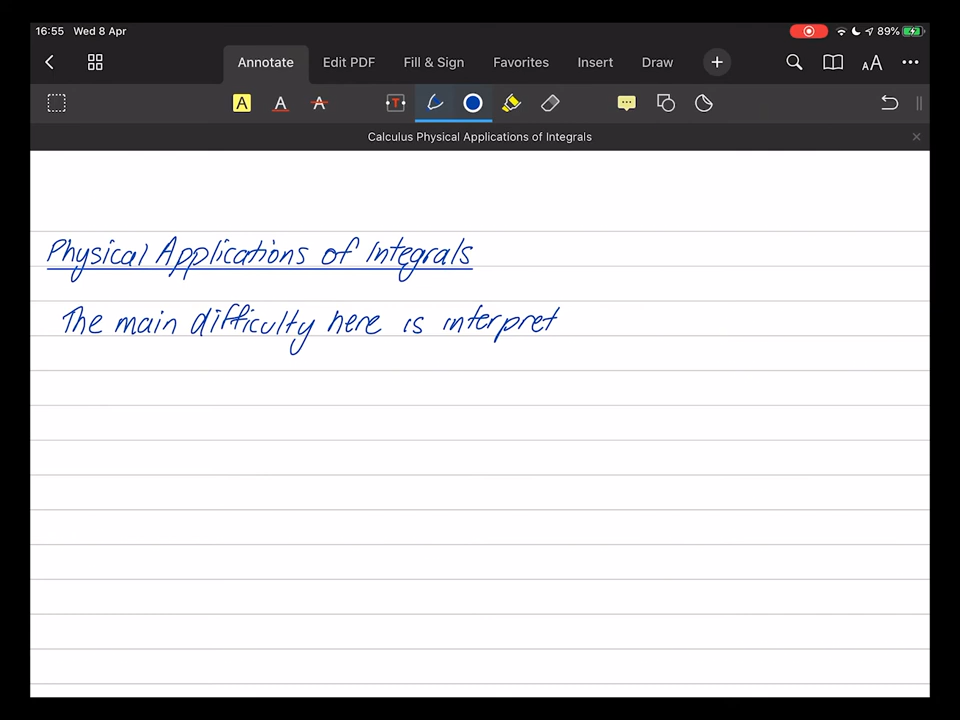 16:55 Wed 8 Apr 89%
Annotate Edit PDF Fill & Sign Favorites Insert Draw
Calculus Physical Applications of Integrals
Physical Applications of Integrals
The main difficulty here is interpret